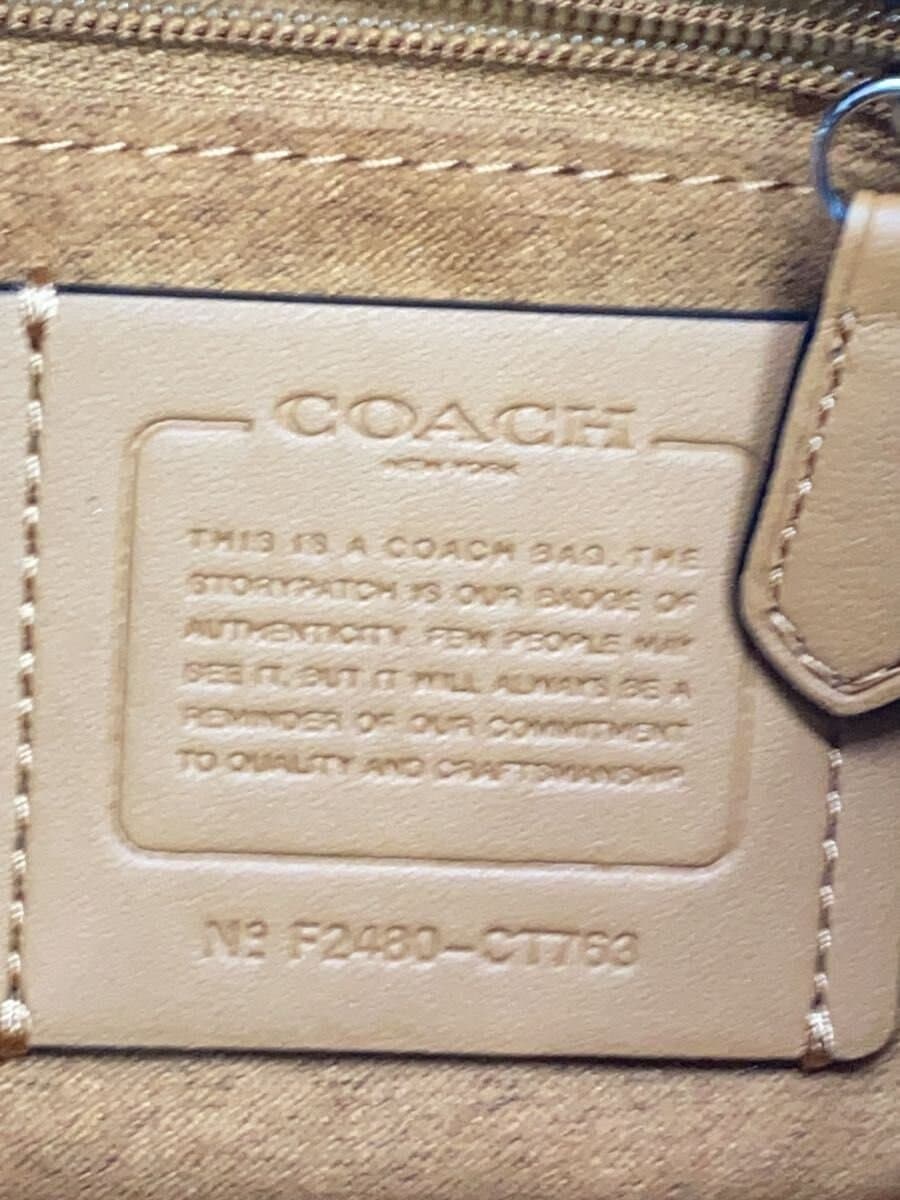 COACH
NEW YORK
THIS IS A COACH BAG. THE
STORYPATCH IS OUR BADGE OF
AUTHENTICITY. FEW PEOPLE MAY
SEE IT, BUT IT WILL ALWAYS BE A
REMINDER OF OUR COMMITMENT
TO QUALITY AND CRAFTSMANSHIP.
Nº F2480-CT763